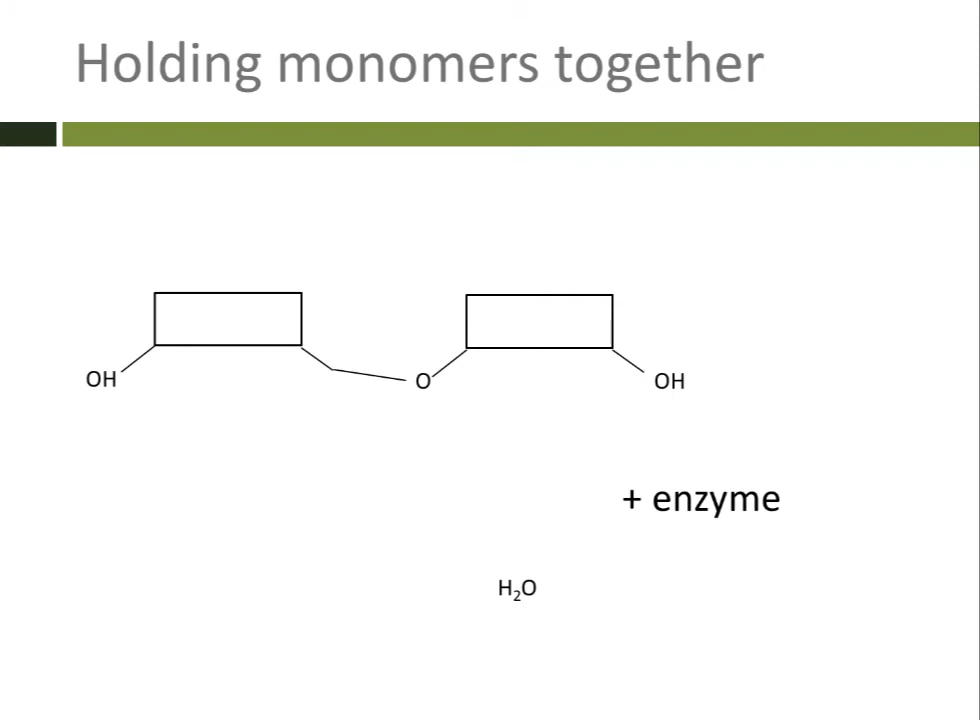 Holding monomers together
OH
O
OH
+ enzyme
H₂O